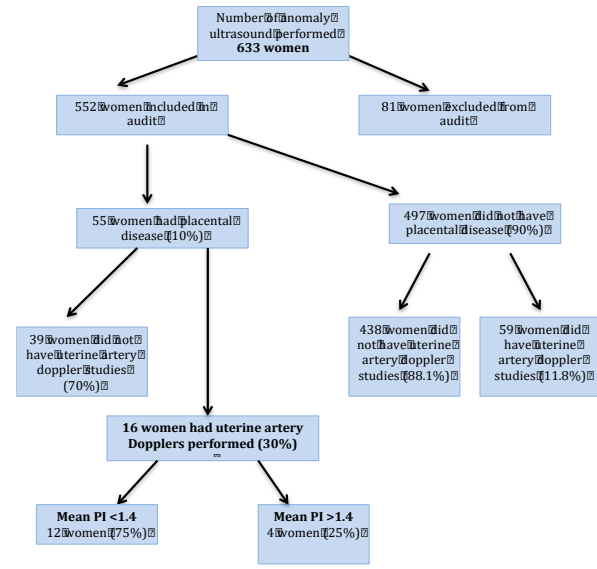 Number of anomaly
ultrasound performed
633 women
552 women included in
audit
81 women excluded from
audit
55 women had placental
disease (10%)
497 women did not have
placental disease (90%)
39 women did not
have uterine artery
doppler studies
(70%)
438 women did
not have uterine
artery doppler
studies (88.1%)
59 women did
have uterine
artery doppler
studies (11.8%)
16 women had uterine artery
Dopplers performed (30%)
Mean PI <1.4
12 women (75%)
Mean PI >1.4
4 women (25%)